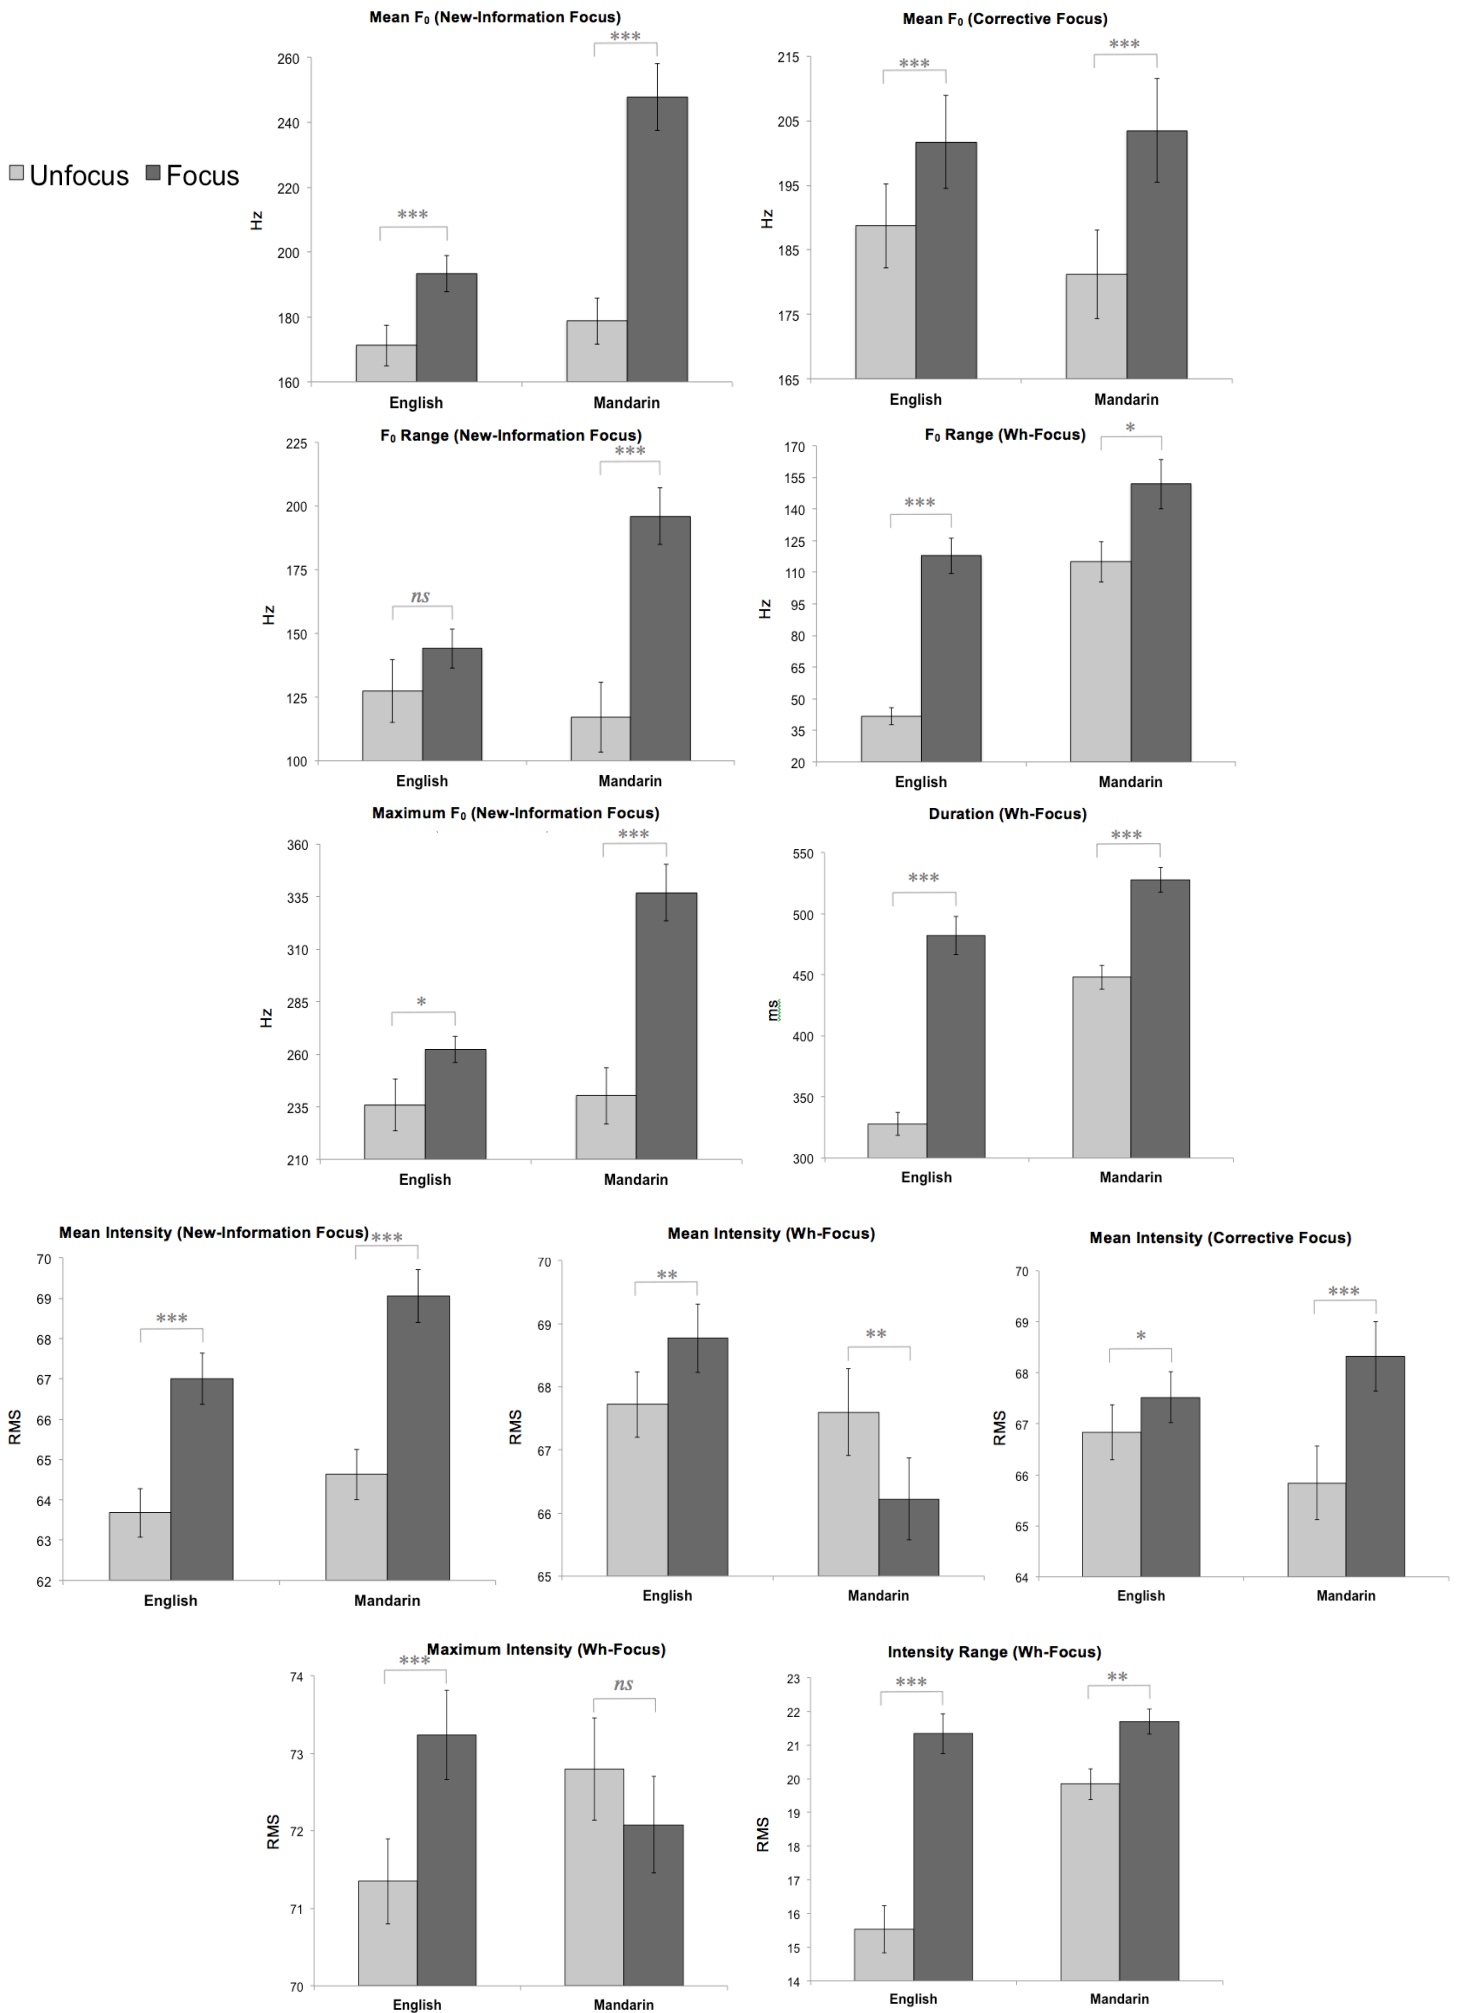 Mean F₀ (New-Information Focus)
***
***
260
240
220
200
180
160
Hz
English
Mandarin
Unfocus
Focus
Mean F₀ (Corrective Focus)
***
***
215
205
195
185
175
165
Hz
English
Mandarin
F₀ Range (New-Information Focus)
ns
***
225
200
175
150
125
100
Hz
English
Mandarin
F₀ Range (Wh-Focus)
***
*
170
155
140
125
110
95
80
65
50
35
20
Hz
English
Mandarin
Maximum F₀ (New-Information Focus)
*
***
360
335
310
285
260
235
210
Hz
English
Mandarin
Duration (Wh-Focus)
***
***
550
500
450
400
350
300
ms
English
Mandarin
Mean Intensity (New-Information Focus)
***
***
70
69
68
67
66
65
64
63
62
RMS
English
Mandarin
Mean Intensity (Wh-Focus)
**
**
70
69
68
67
66
65
RMS
English
Mandarin
Mean Intensity (Corrective Focus)
*
***
70
69
68
67
66
65
64
RMS
English
Mandarin
Maximum Intensity (Wh-Focus)
***
ns
74
73
72
71
70
RMS
English
Mandarin
Intensity Range (Wh-Focus)
***
**
23
22
21
20
19
18
17
16
15
14
RMS
English
Mandarin